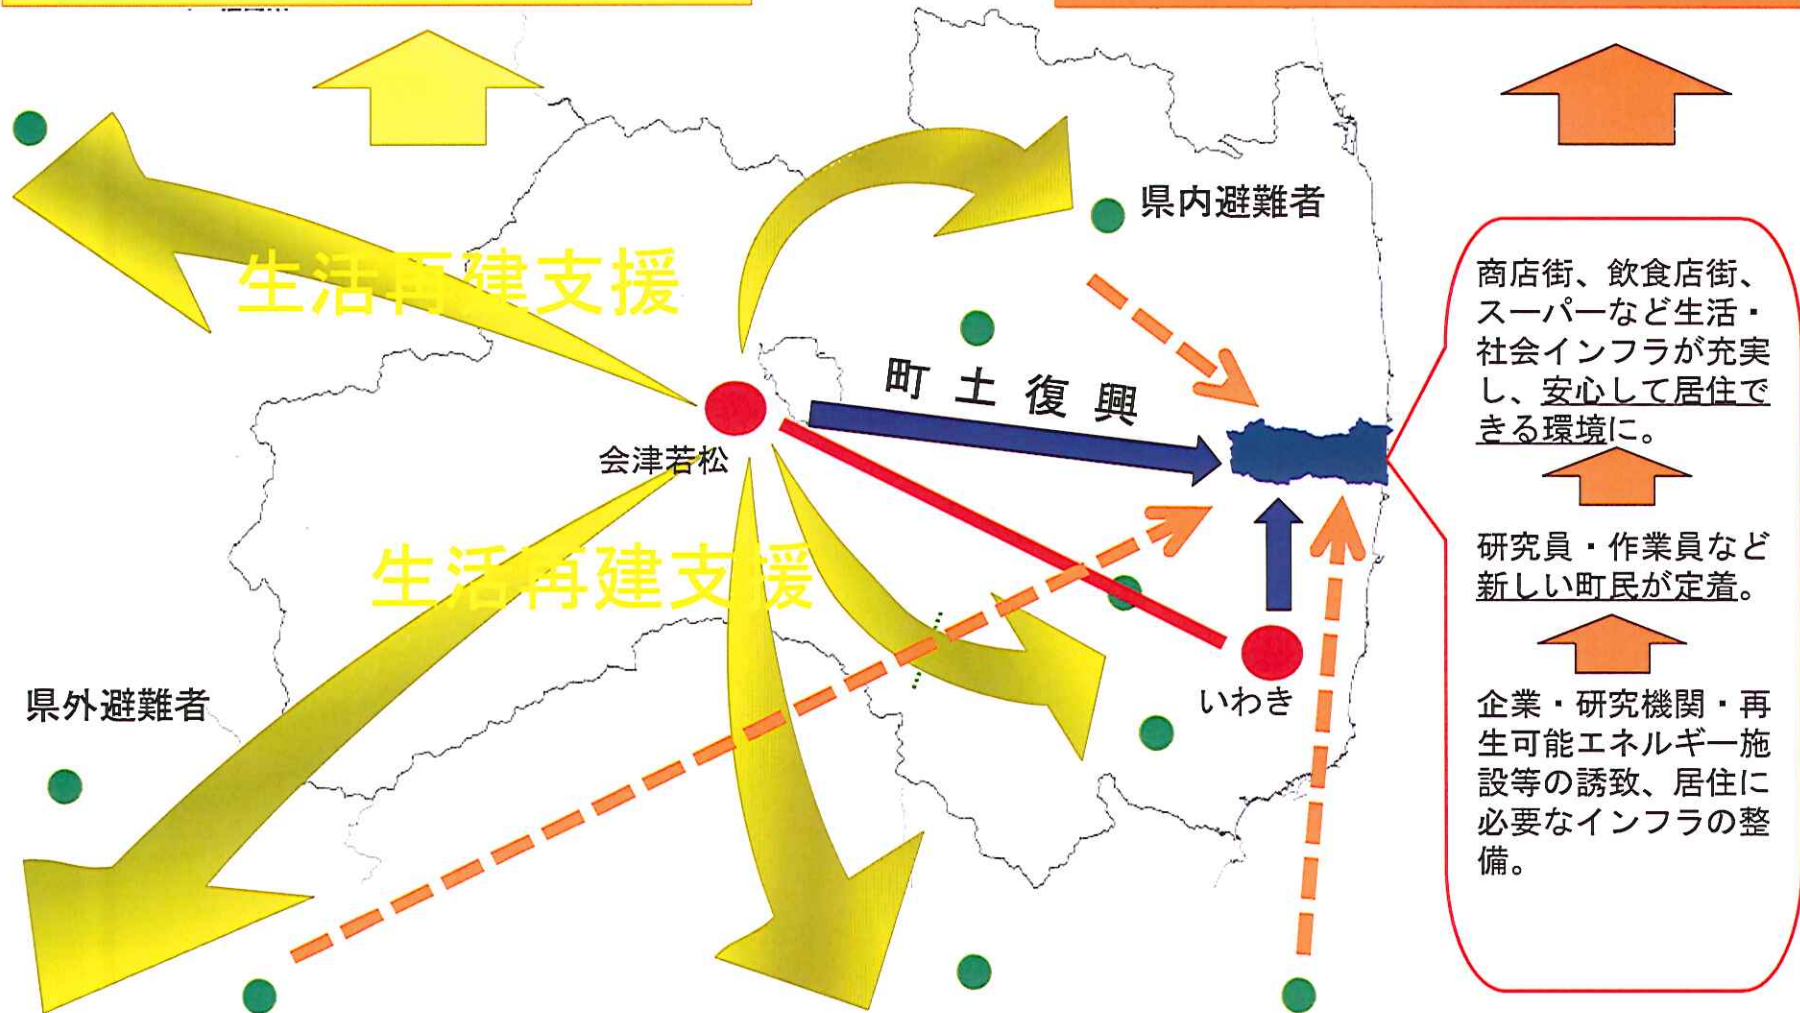 県内避難者
生活再建支援
商店街、飲食店街、
スーパーなど生活・
社会インフラが充実
し、安心して居住で
きる環境に。
町土復興
会津若松
研究員・作業員など
新しい町民が定着。
生活再建支援
県外避難者
いわき
企業・研究機関・再
生可能エネルギー施
設等の誘致、居住に
必要なインフラの整
備。